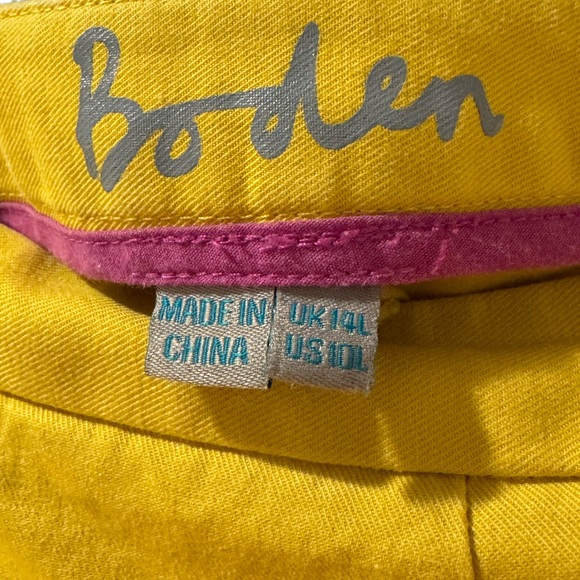 Boden
MADE IN
CHINA
UK 14L
US 10L